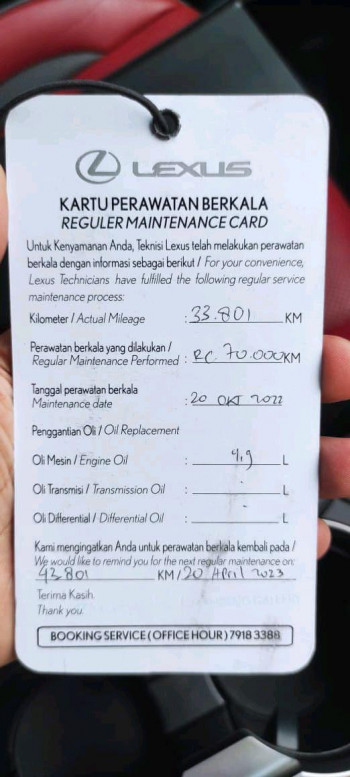 LEXUS
KARTU PERAWATAN BERKALA
REGULER MAINTENANCE CARD
Untuk Kenyamanan Anda, Teknisi Lexus telah melakukan perawatan
berkala dengan informasi sebagai berikut / For your convenience,
Lexus Technicians have fulfilled the following regular service
maintenance process:
Kilometer / Actual Mileage : 33.801 KM
Perawatan berkala yang dilakukan /
Regular Maintenance Performed : RC. 70.000 KM
Tanggal perawatan berkala
Maintenance date : 20 OKT 2022
Penggantian Oli / Oil Replacement
Oli Mesin / Engine Oil : 4,9 L
Oli Transmisi / Transmission Oil : - L
Oli Differential / Differential Oil : - L
Kami mengingatkan Anda untuk perawatan berkala kembali pada /
We would like to remind you for the next regular maintenance on:
43801 KM / 20 April 2023
Terima Kasih.
Thank you.
BOOKING SERVICE ( OFFICE HOUR ) 7918 3388